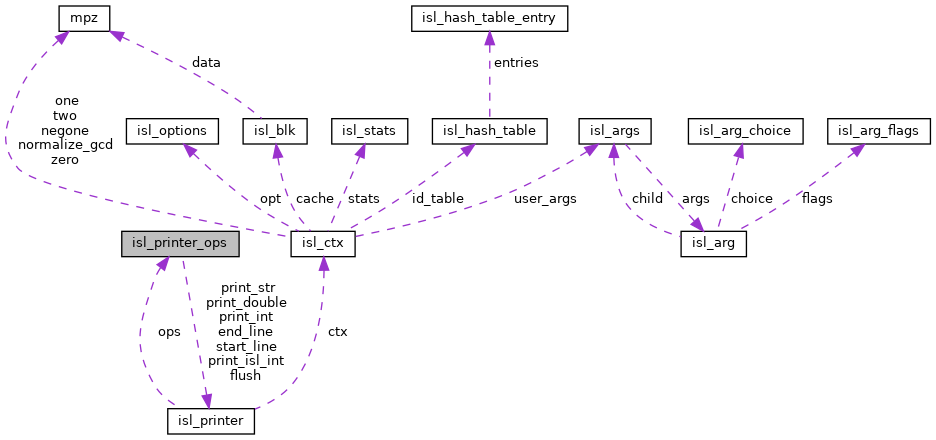 mpz
isl_hash_table_entry
data
entries
one
two
negone
normalize_gcd
zero
isl_options
isl_blk
isl_stats
isl_hash_table
isl_args
isl_arg_choice
isl_arg_flags
opt
cache
stats
id_table
user_args
child
args
choice
flags
isl_printer_ops
isl_ctx
isl_arg
print_str
print_double
print_int
end_line
start_line
print_isl_int
flush
ops
ctx
isl_printer